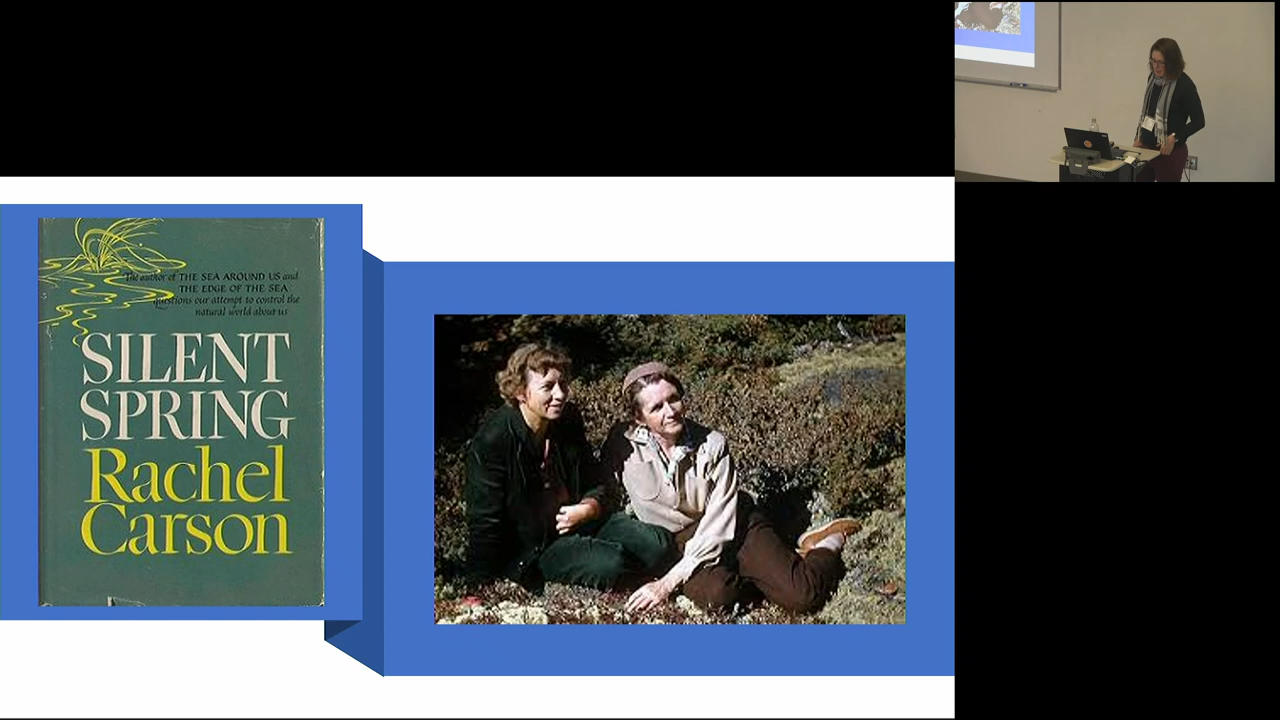 The author of THE SEA AROUND US and
THE EDGE OF THE SEA
questions our attempt to control the
natural world about us
SILENT
SPRING
Rachel
Carson